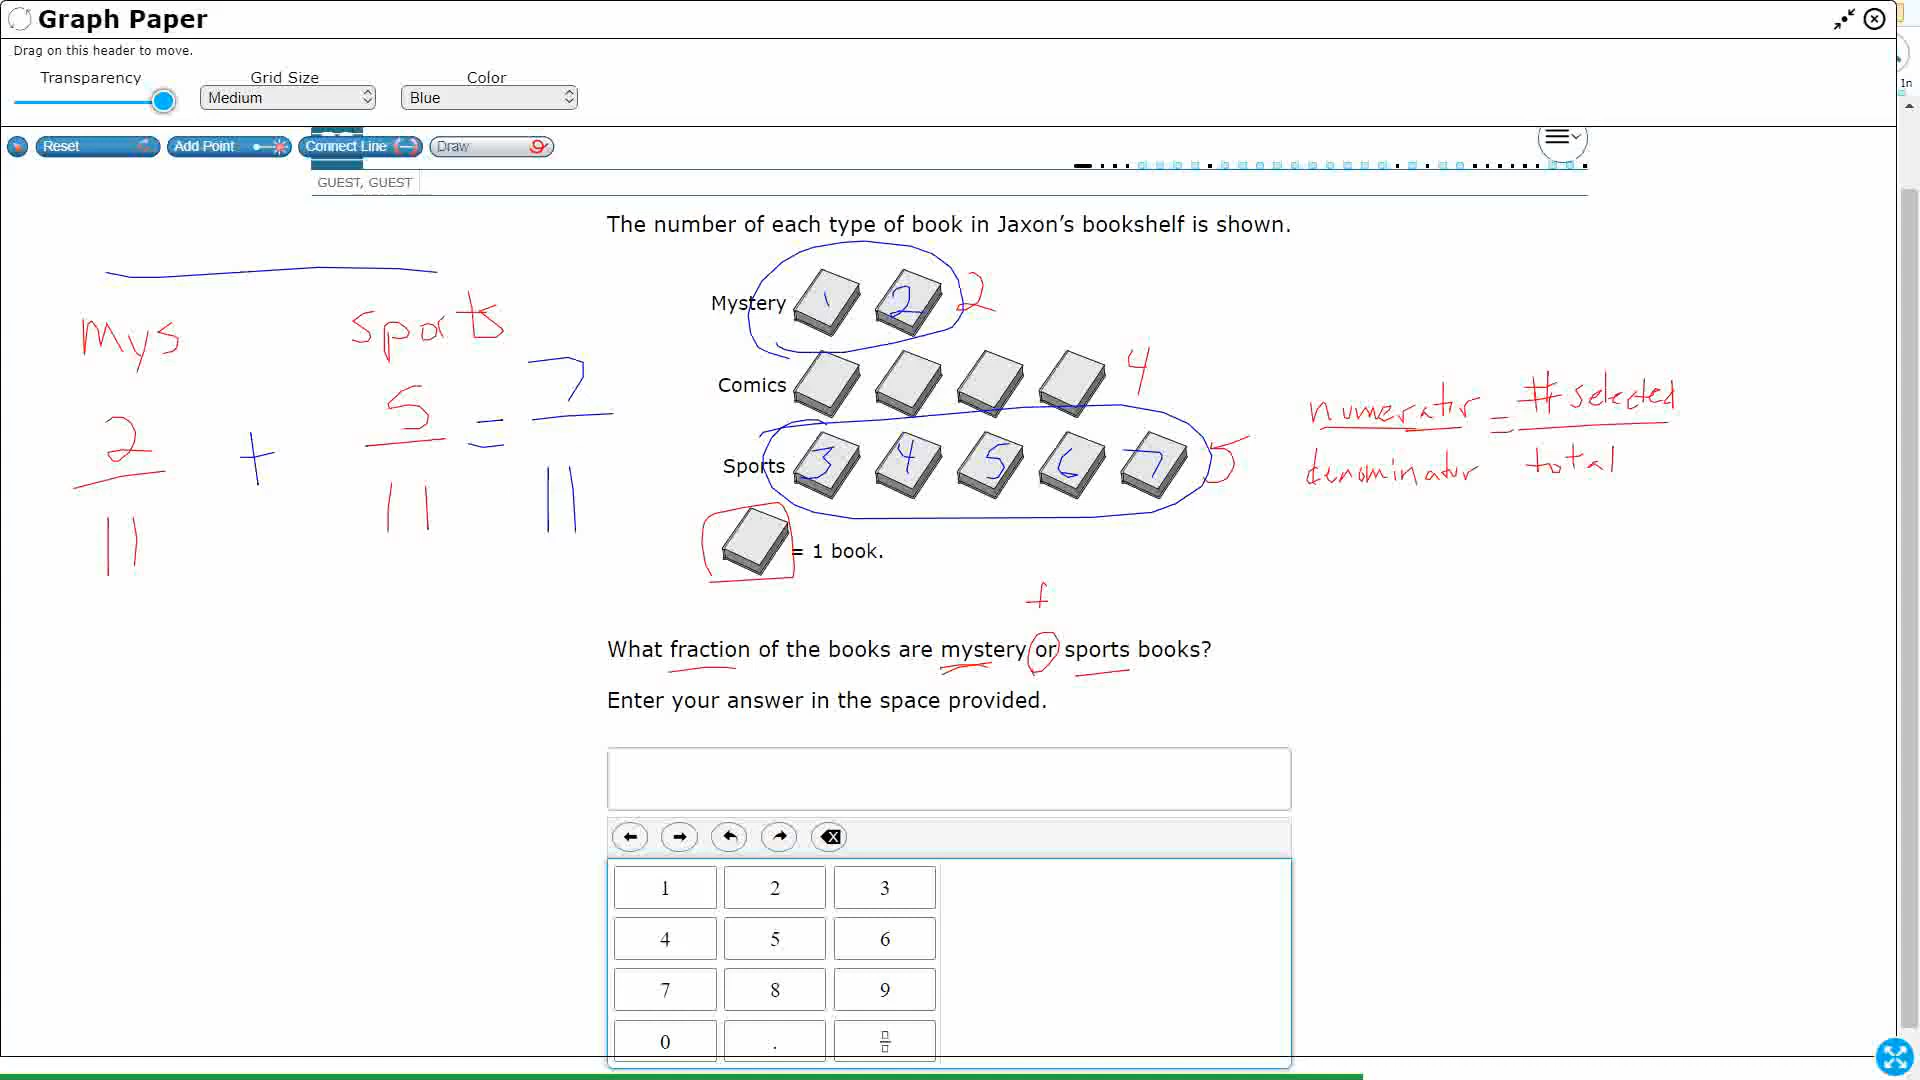 Graph Paper
Drag on this header to move.
Transparency Grid Size Color
Medium Blue
Reset Add Point Connect Line Draw
GUEST, GUEST
The number of each type of book in Jaxon’s bookshelf is shown.
Mystery 1 2 2
Comics 4
Sports 3 4 5 6 7 5
= 1 book.
mys sports
2/11 + 5/11 = 7/11
numerator = # selected
denominator total
+
What fraction of the books are mystery or sports books?
Enter your answer in the space provided.
1 2 3
4 5 6
7 8 9
0 .